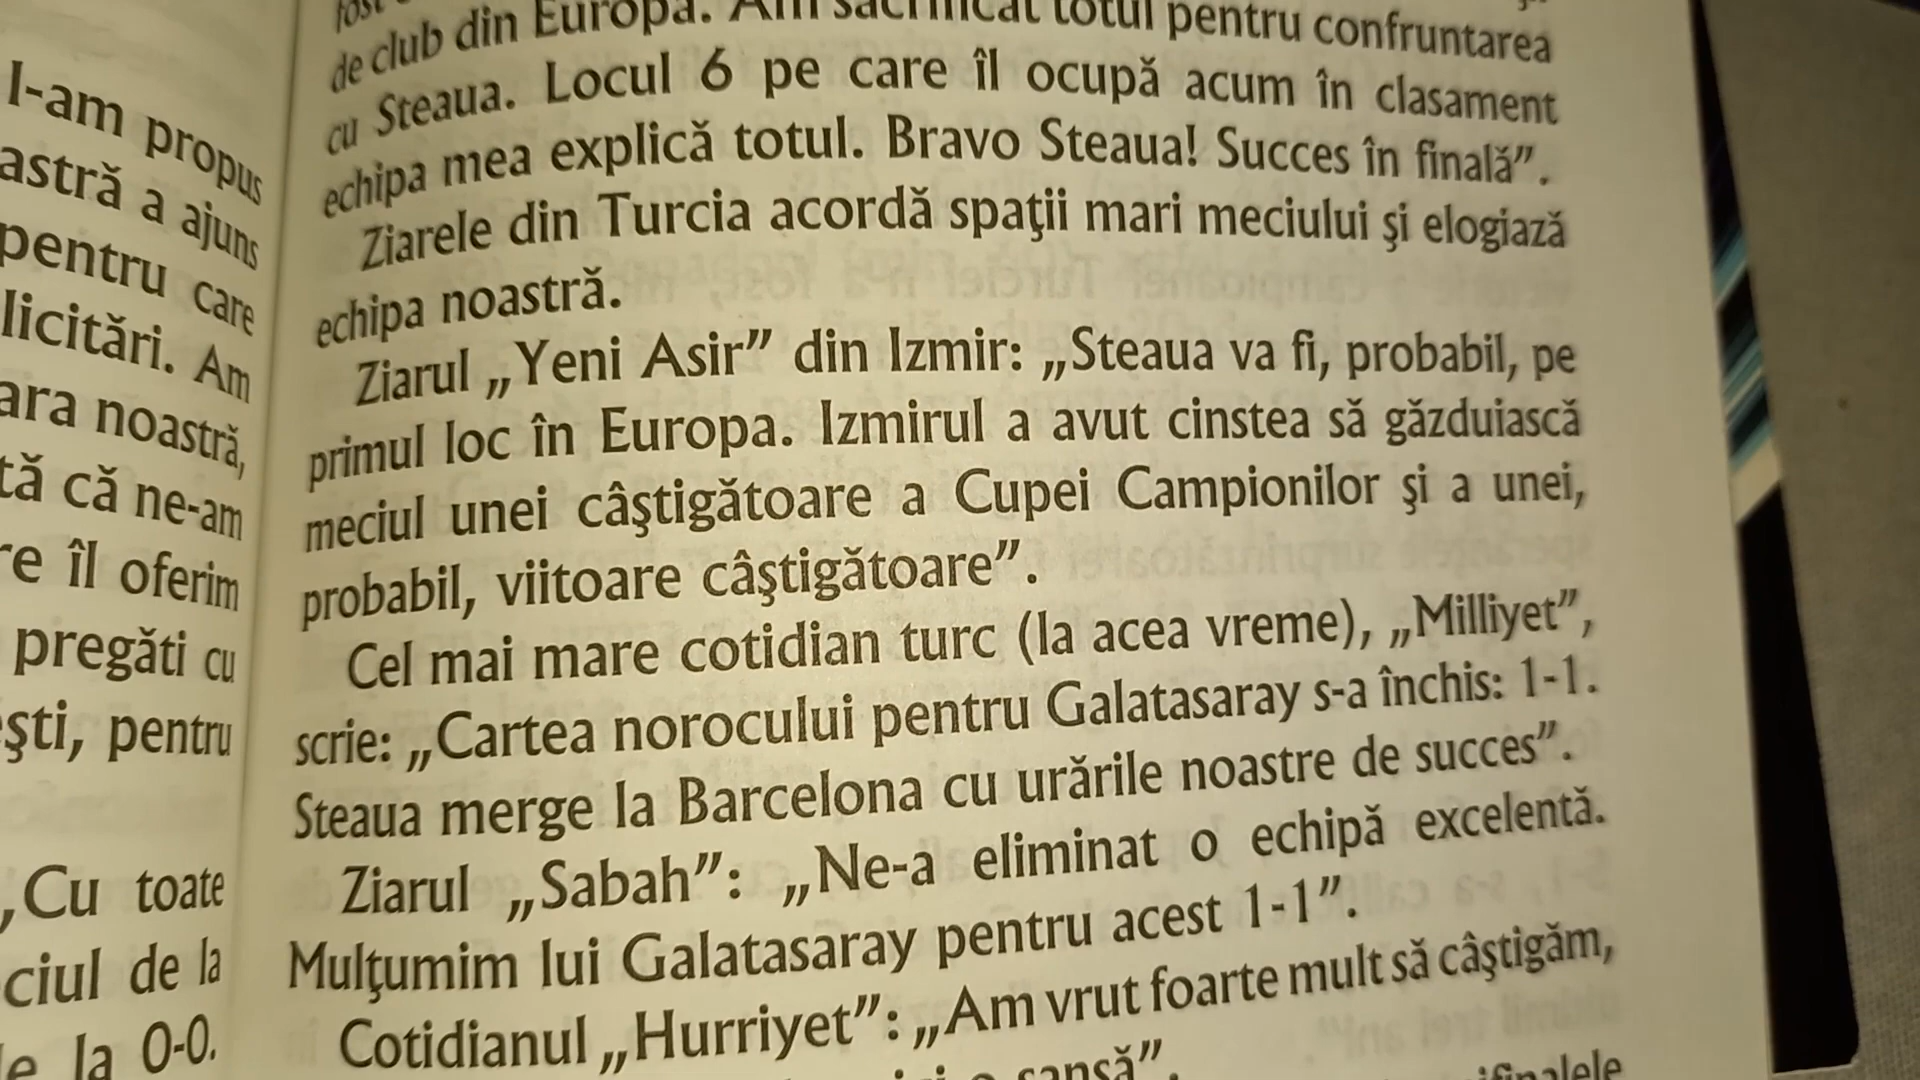 I-am propus
astră a ajuns
pentru care
licitări. Am
ara noastră,
tă că ne-am
re îl oferim
pregăti cu
ești, pentru
„Cu toate
ciul de la
la 0-0.
de club din Europa. Am sacrificat totul pentru confruntarea
cu Steaua. Locul 6 pe care îl ocupă acum în clasament
echipa mea explică totul. Bravo Steaua! Succes în finală”.
Ziarele din Turcia acordă spaţii mari meciului şi elogiază
echipa noastră.
Ziarul „Yeni Asir” din Izmir: „Steaua va fi, probabil, pe
primul loc în Europa. Izmirul a avut cinstea să găzduiască
meciul unei câştigătoare a Cupei Campionilor şi a unei,
probabil, viitoare câştigătoare”.
Cel mai mare cotidian turc (la acea vreme), „Milliyet”,
scrie: „Cartea norocului pentru Galatasaray s-a închis: 1-1.
Steaua merge la Barcelona cu urările noastre de succes”.
Ziarul „Sabah”: „Ne-a eliminat o echipă excelentă.
Mulţumim lui Galatasaray pentru acest 1-1”.
Cotidianul „Hurriyet”: „Am vrut foarte mult să câştigăm,
o sansă”.